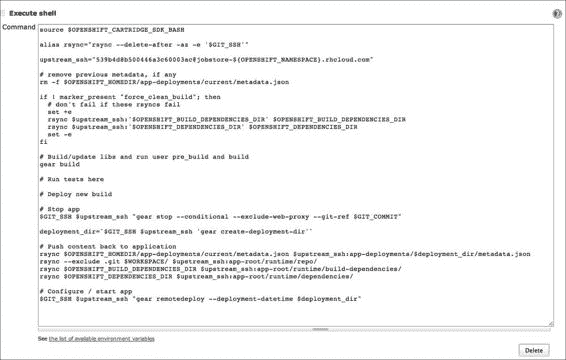 Execute shell
Command
source $OPENSHIFT_CARTRIDGE_SDK_BASH
alias rsync="rsync --delete-after -az -e '$GIT_SSH'"
upstream_ssh="539b4d8b500446a3c60003ac@jobstore-${OPENSHIFT_NAMESPACE}.rhcloud.com"
# remove previous metadata, if any
rm -f $OPENSHIFT_HOMEDIR/app-deployments/current/metadata.json
if ! marker_present "force_clean_build"; then
# don't fail if these rsyncs fail
set +e
rsync $upstream_ssh:'$OPENSHIFT_BUILD_DEPENDENCIES_DIR' $OPENSHIFT_BUILD_DEPENDENCIES_DIR
rsync $upstream_ssh:'$OPENSHIFT_DEPENDENCIES_DIR' $OPENSHIFT_DEPENDENCIES_DIR
set -e
fi
# Build/update libs and run user pre_build and build
gear build
# Run tests here
# Deploy new build
# Stop app
$GIT_SSH $upstream_ssh "gear stop --conditional --exclude-web-proxy --git-ref $GIT_COMMIT"
deployment_dir=`$GIT_SSH $upstream_ssh 'gear create-deployment-dir'`
# Push content back to application
rsync $OPENSHIFT_HOMEDIR/app-deployments/current/metadata.json $upstream_ssh:app-deployments/$deployment_dir/metadata.json
rsync --exclude .git $WORKSPACE/ $upstream_ssh:app-root/runtime/repo/
rsync $OPENSHIFT_BUILD_DEPENDENCIES_DIR $upstream_ssh:app-root/runtime/build-dependencies/
rsync $OPENSHIFT_DEPENDENCIES_DIR $upstream_ssh:app-root/runtime/dependencies/
# Configure / start app
$GIT_SSH $upstream_ssh "gear remotedeploy --deployment-datetime $deployment_dir"
See the list of available environment variables
Delete